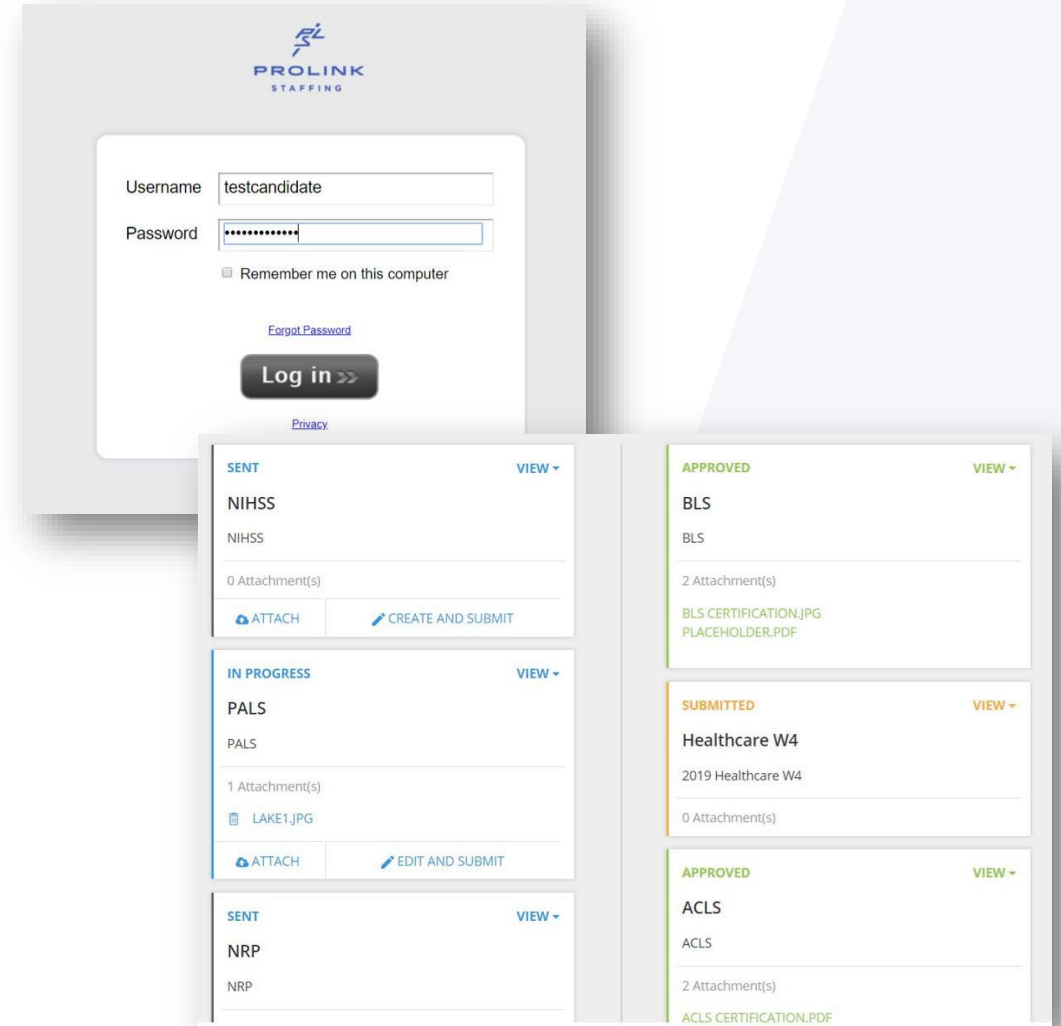 PLS
PROLINK
STAFFING
Username testcandidate
Password •••••••••••••
Remember me on this computer
Forgot Password
Log in >>
Privacy
SENT VIEW
NIHSS
NIHSS
0 Attachment(s)
ATTACH CREATE AND SUBMIT
IN PROGRESS VIEW
PALS
PALS
1 Attachment(s)
LAKE1.JPG
ATTACH EDIT AND SUBMIT
SENT VIEW
NRP
NRP
APPROVED VIEW
BLS
BLS
2 Attachment(s)
BLS CERTIFICATION.JPG
PLACEHOLDER.PDF
SUBMITTED VIEW
Healthcare W4
2019 Healthcare W4
0 Attachment(s)
APPROVED VIEW
ACLS
ACLS
2 Attachment(s)
ACLS CERTIFICATION.PDF